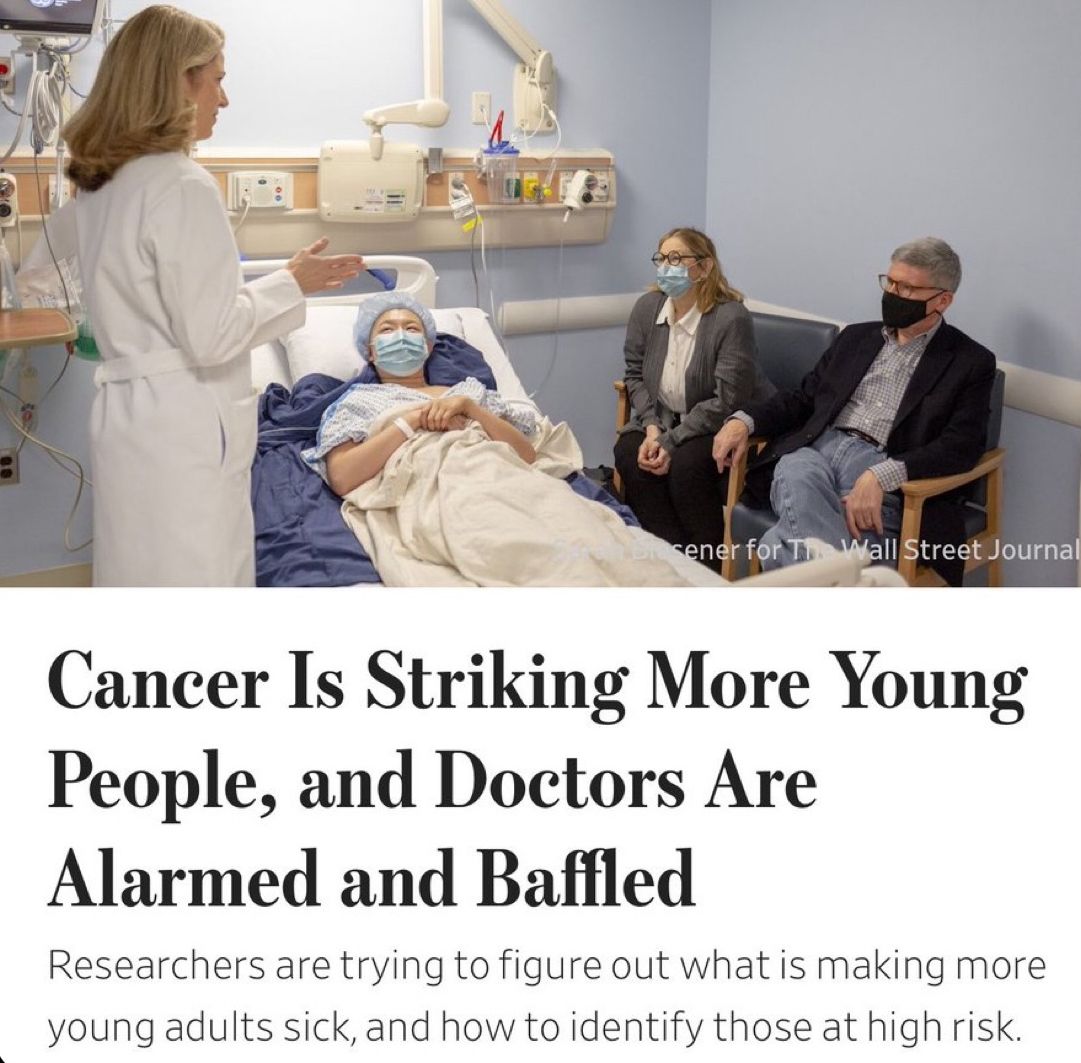 for The Wall Street Journal
Cancer Is Striking More Young
People, and Doctors Are
Alarmed and Baffled
Researchers are trying to figure out what is making more
young adults sick, and how to identify those at high risk.